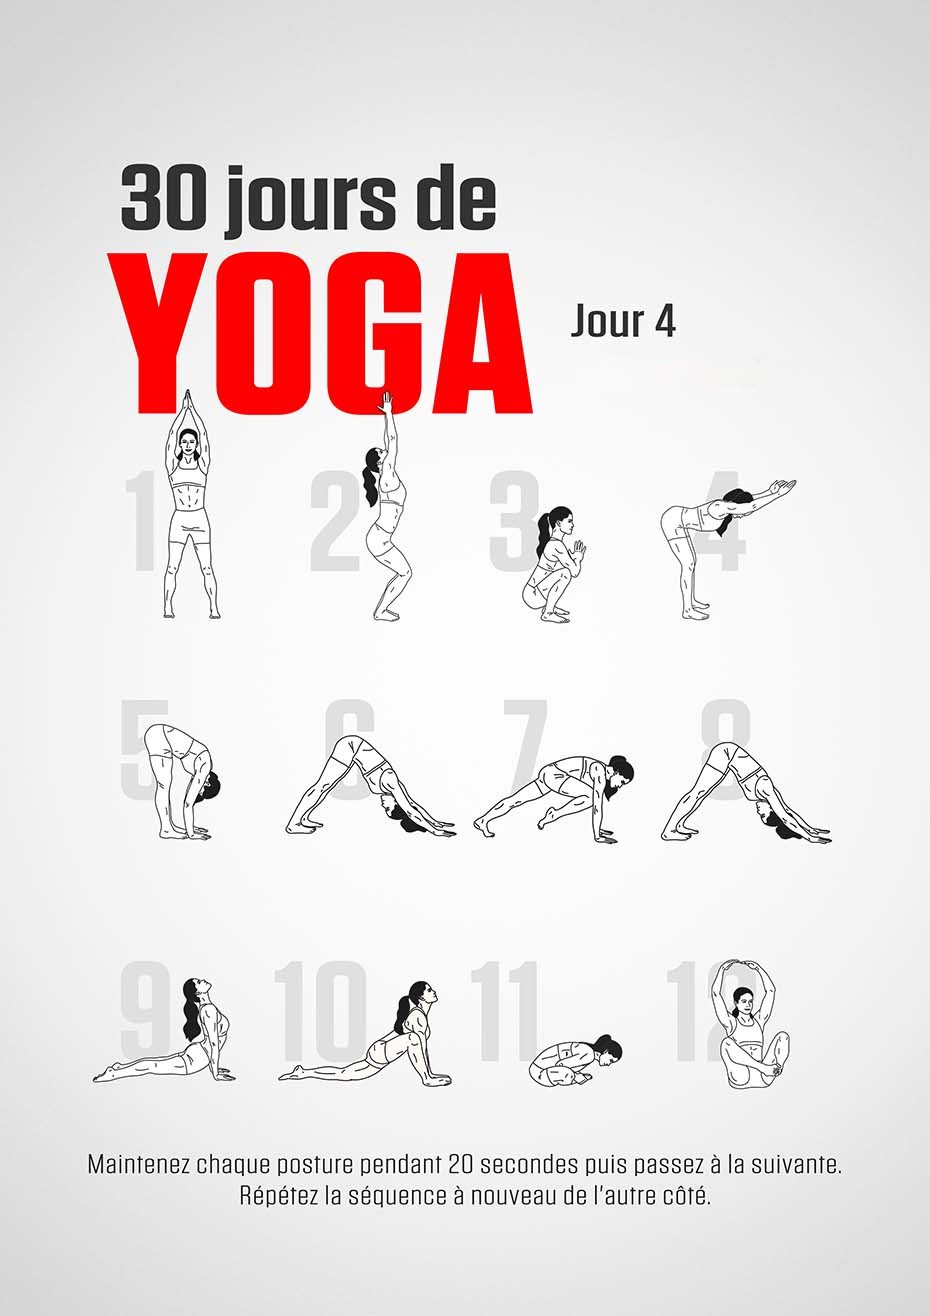 30 jours de
YOGA
Jour 4
1 2 3 4
5 6 7 8
9 10 11 12
Maintenez chaque posture pendant 20 secondes puis passez à la suivante.
Répétez la séquence à nouveau de l'autre côté.